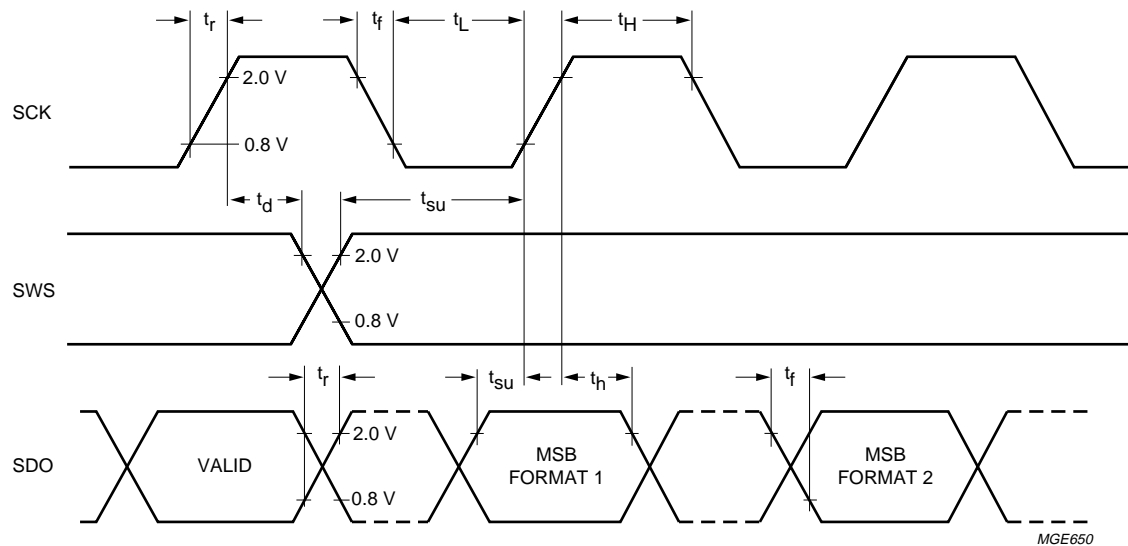 tr
tf
tL
tH
2.0 V
SCK
0.8 V
td
tsu
2.0 V
SWS
0.8 V
tr
tsu
th
tf
2.0 V
SDO
VALID
MSB
FORMAT 1
MSB
FORMAT 2
0.8 V
MGE650